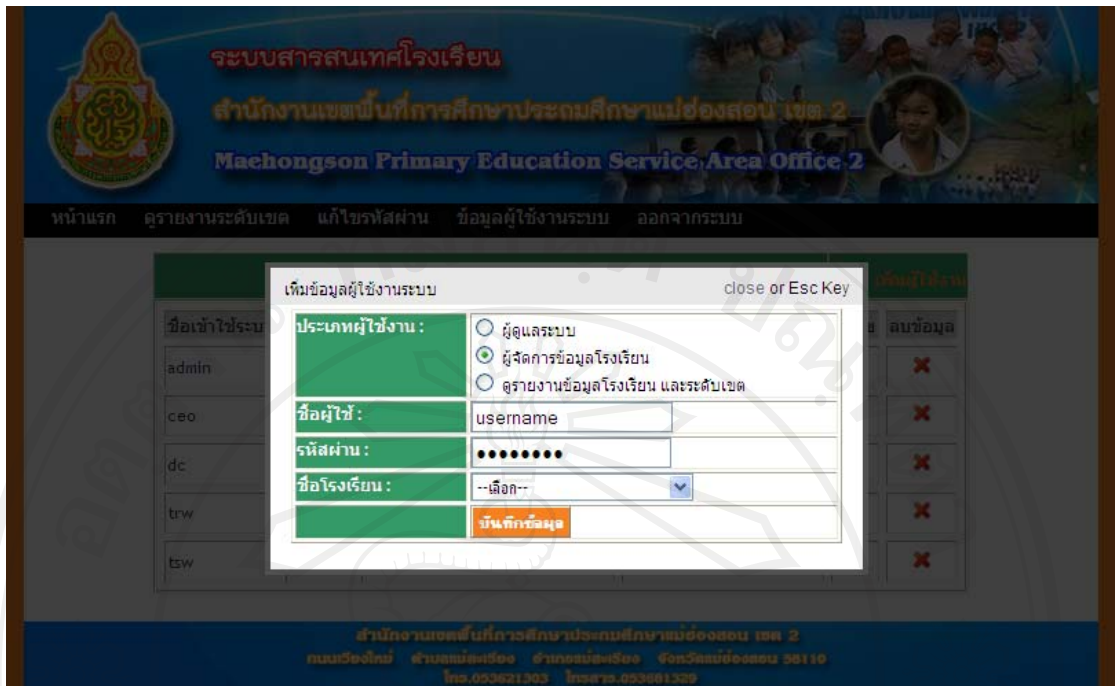 ระบบสารสนเทศโรงเรียน
สำนักงานเขตพื้นที่การศึกษาประถมศึกษาแม่ฮ่องสอน เขต 2
Maehongson Primary Education Service Area Office 2
หน้าแรก ดูรายงานระดับเขต แก้ไขรหัสผ่าน ข้อมูลผู้ใช้งานระบบ ออกจากระบบ
เพิ่มผู้ใช้งาน
เพิ่มข้อมูลผู้ใช้งานระบบ close or Esc Key
ชื่อเข้าใช้ระบ ลบข้อมูล
ประเภทผู้ใช้งาน : ผู้ดูแลระบบ
ผู้จัดการข้อมูลโรงเรียน
ดูรายงานข้อมูลโรงเรียน และระดับเขต
admin
ชื่อผู้ใช้ : username
ceo
รหัสผ่าน : ••••••••
dc
ชื่อโรงเรียน : --เลือก--
trw
บันทึกข้อมูล
tsw
สำนักงานเขตพื้นที่การศึกษาประถมศึกษาแม่ฮ่องสอน เขต 2
ถนนเวียงใหม่ ตำบลแม่สะเรียง อำเภอแม่สะเรียง จังหวัดแม่ฮ่องสอน 58110
โทร.053621303 โทรสาร.053681329